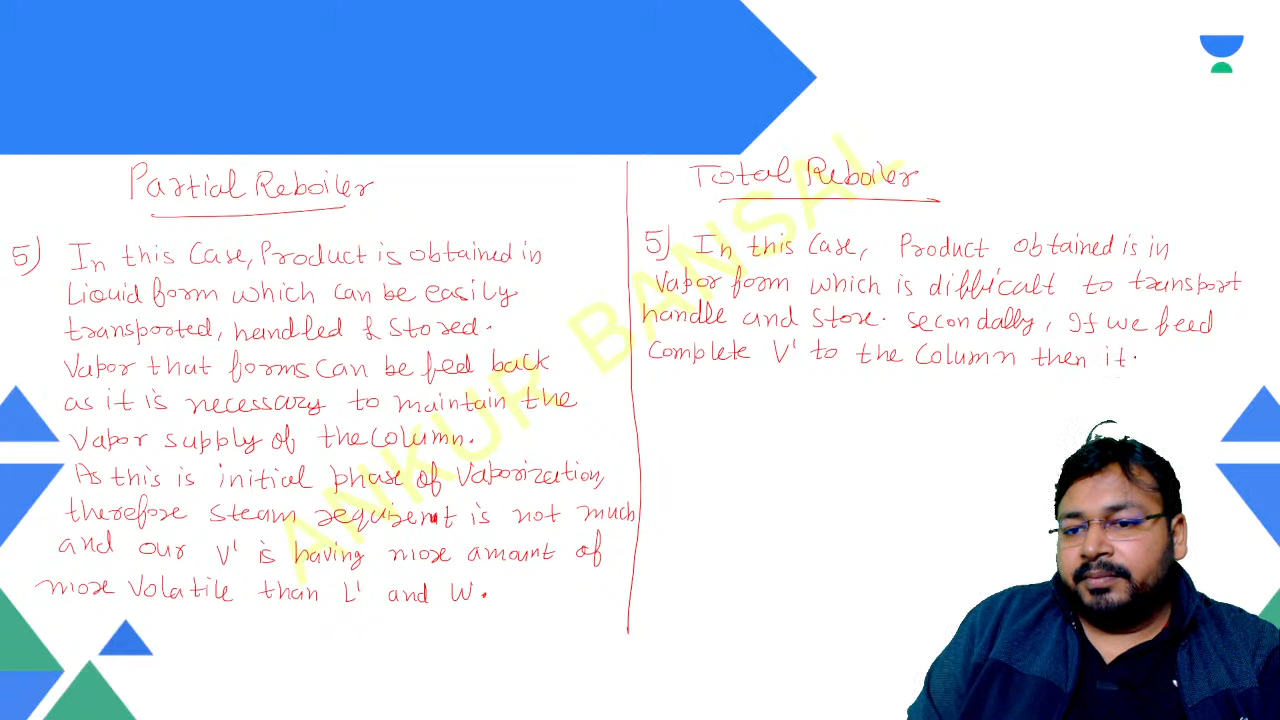 Partial Reboiler
5) In this Case, Product is obtained in
Liquid form which can be easily
transported, handled & Stored.
Vapor that forms can be fed back
as it is necessary to maintain the
Vapor supply of the Column.
As this is initial phase of Vaporization,
therefore steam requirent is not much
and our V' is having more amount of
more Volatile than L' and W.
Total Reboiler
5) In this Case, Product obtained is in
Vapor form which is difficult to transport
handle and store. Secondally, If we feed
Complete V' to the Column then it.
ANKUR BANSAL